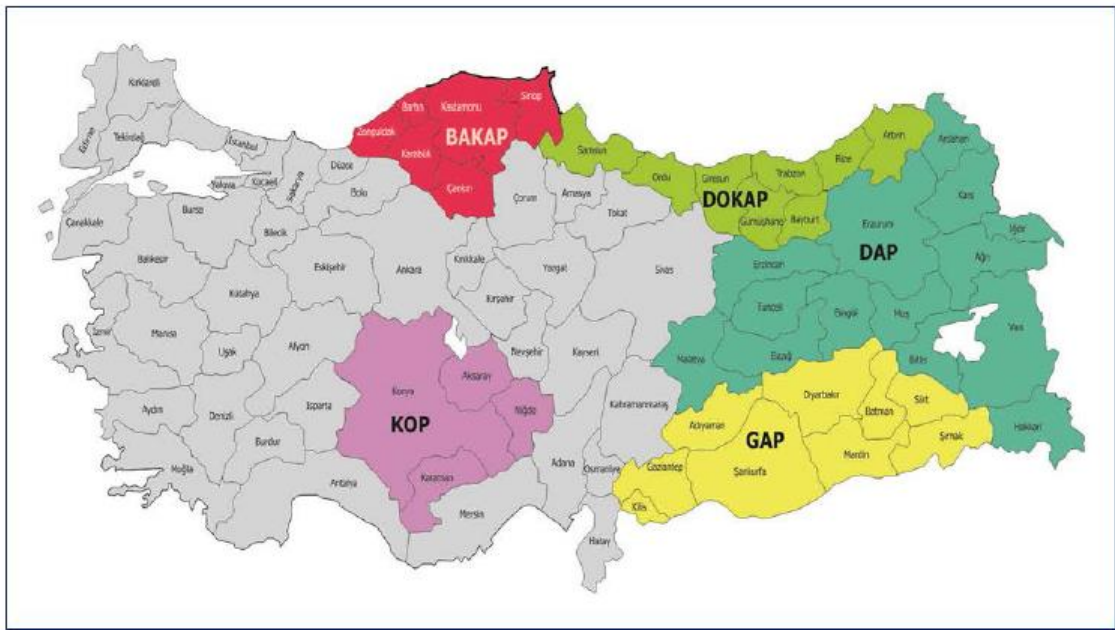 Kırklareli
Edirne
Tekirdağ
İstanbul
Yalova
Kocaeli
Sakarya
Düzce
Bolu
Zonguldak
Bartın
Karabük
Kastamonu
Sinop
BAKAP
Çankırı
Samsun
Ordu
Giresun
Trabzon
Rize
Artvin
DOKAP
Gümüşhane
Bayburt
Ardahan
Kars
Iğdır
Ağrı
Erzurum
DAP
Erzincan
Tunceli
Bingöl
Muş
Van
Bitlis
Elazığ
Malatya
Hakkari
Çanakkale
Bursa
Bilecik
Balıkesir
Kütahya
Eskişehir
Ankara
Kırıkkale
Çorum
Amasya
Tokat
Yozgat
Sivas
Kırşehir
Nevşehir
Kayseri
İzmir
Manisa
Uşak
Afyon
Konya
Aksaray
Niğde
KOP
Karaman
Aydın
Denizli
Isparta
Burdur
Muğla
Antalya
Mersin
Adana
Osmaniye
Hatay
Kahramanmaraş
Adıyaman
Diyarbakır
Batman
Siirt
Şırnak
Mardin
GAP
Şanlıurfa
Gaziantep
Kilis